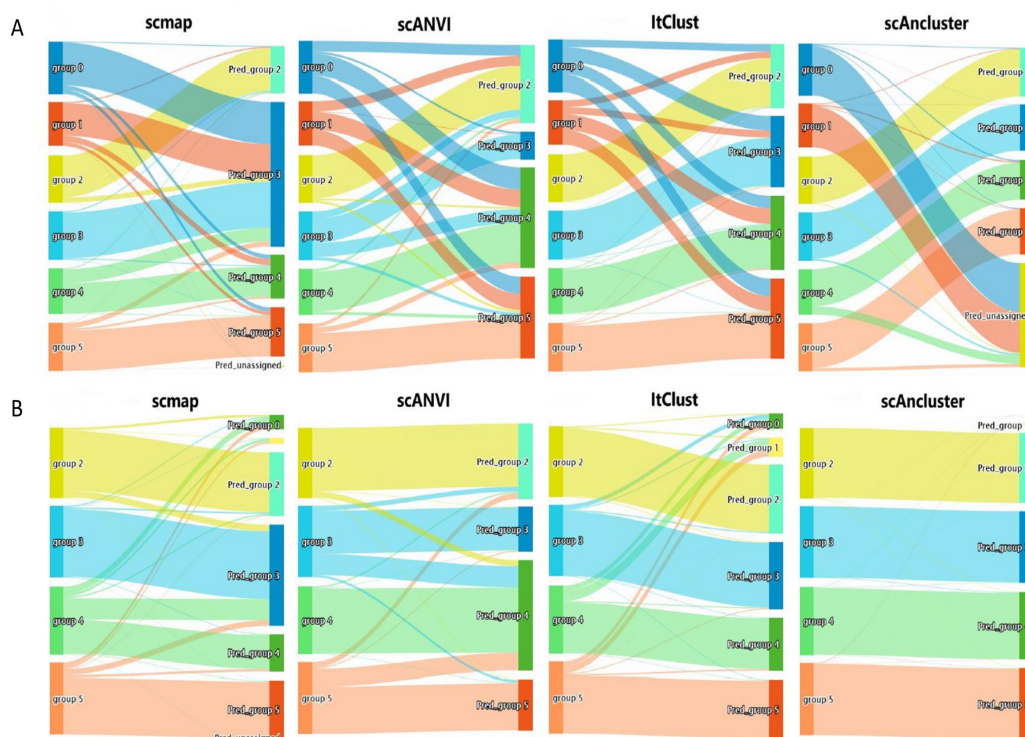 A
scmap
scANVI
ItClust
scAncluster
group 0
group 1
group 2
group 3
group 4
group 5
Pred_group 2
Pred_group 3
Pred_group 4
Pred_group 5
Pred_unassigned
group 0
group 1
group 2
group 3
group 4
group 5
Pred_group 2
Pred_group 3
Pred_group 4
Pred_group 5
group 0
group 1
group 2
group 3
group 4
group 5
Pred_group 2
Pred_group 3
Pred_group 4
Pred_group 5
group 0
group 1
group 2
group 3
group 4
group 5
Pred_group
Pred_group
Pred_group
Pred_group
Pred_unassigne
B
scmap
scANVI
ItClust
scAncluster
group 2
group 3
group 4
group 5
Pred_group 0
Pred_group 2
Pred_group 3
Pred_group 4
Pred_group 5
Pred_unassigned
group 2
group 3
group 4
group 5
Pred_group 2
Pred_group 3
Pred_group 4
Pred_group 5
group 2
group 3
group 4
group 5
Pred_group 0
Pred_group 1
Pred_group 2
Pred_group 3
Pred_group 4
Pred_group 5
group 2
group 3
group 4
group 5
Pred_group
Pred_group
Pred_group
Pred_group
Pred_group